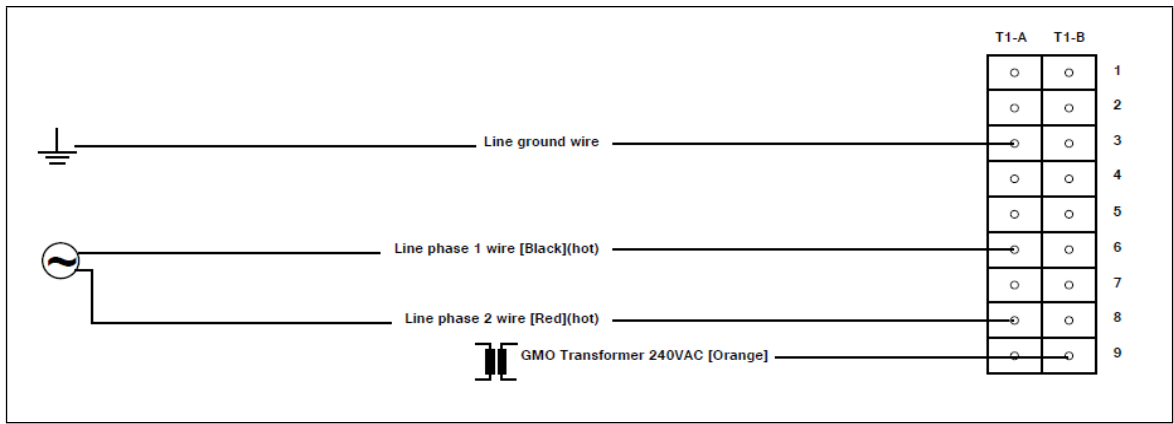 T1-A T1-B
1
2
Line ground wire 3
4
5
Line phase 1 wire [Black](hot) 6
7
Line phase 2 wire [Red](hot) 8
GMO Transformer 240VAC [Orange] 9